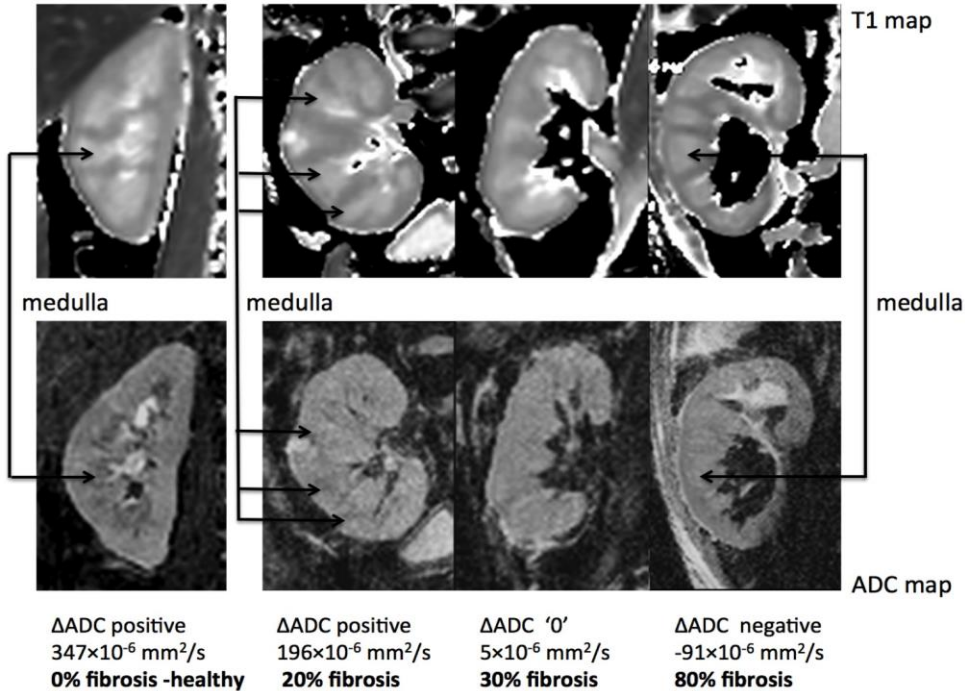 T1 map
medulla
medulla
medulla
ADC map
ΔADC positive
347×10⁻⁶ mm²/s
0% fibrosis -healthy
ΔADC positive
196×10⁻⁶ mm²/s
20% fibrosis
ΔADC ‘0’
5×10⁻⁶ mm²/s
30% fibrosis
ΔADC negative
-91×10⁻⁶ mm²/s
80% fibrosis